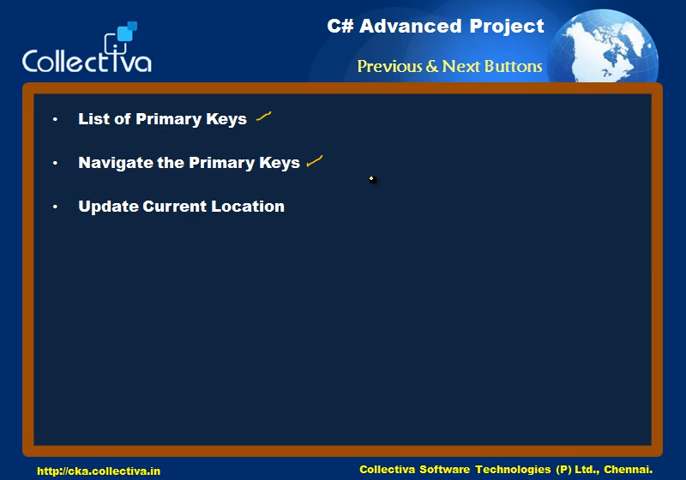 C# Advanced Project
Collectiva
Previous & Next Buttons
• List of Primary Keys
• Navigate the Primary Keys
• Update Current Location
http://cka.collectiva.in
Collectiva Software Technologies (P) Ltd., Chennai.